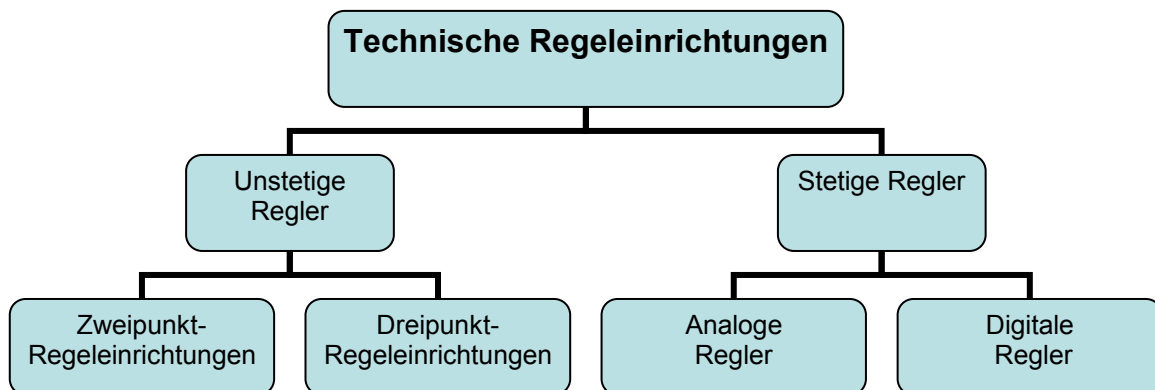 Technische Regeleinrichtungen
Unstetige
Regler
Stetige Regler
Zweipunkt-
Regeleinrichtungen
Dreipunkt-
Regeleinrichtungen
Analoge
Regler
Digitale
Regler